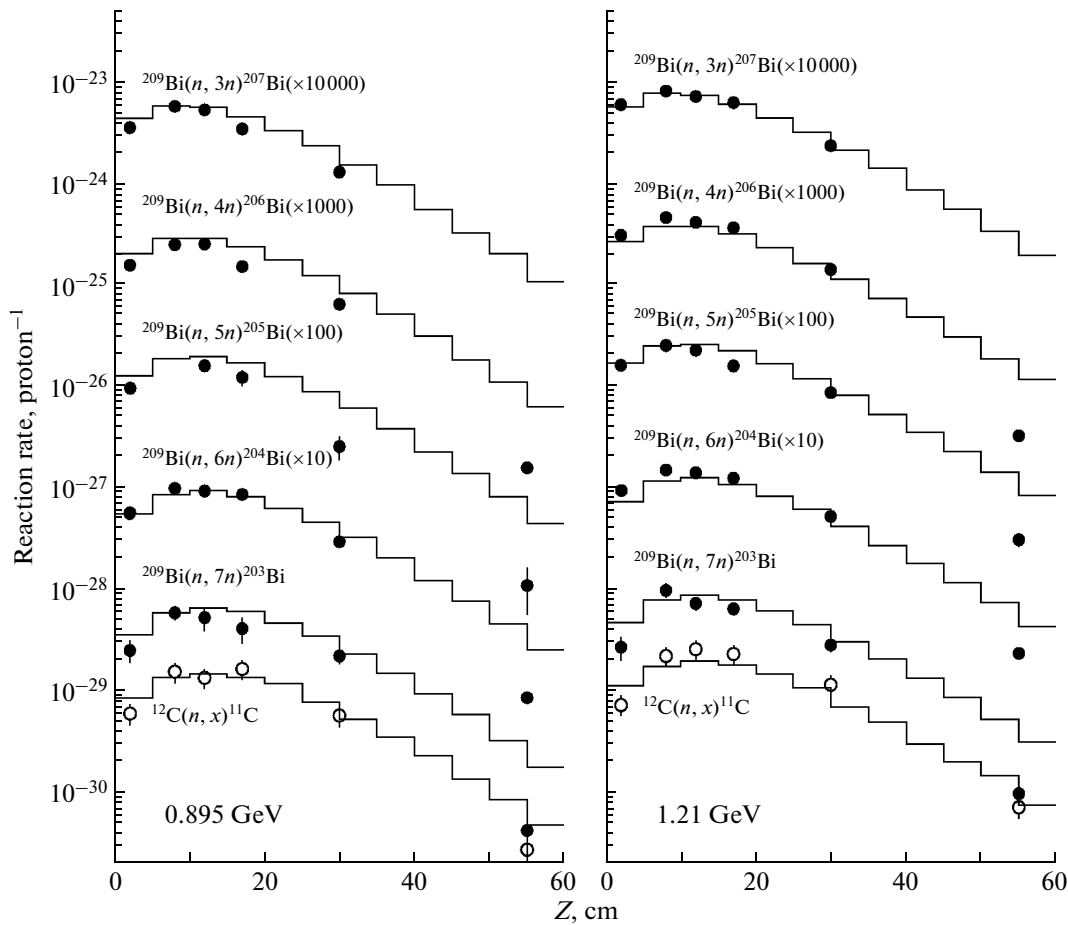 Reaction rate, proton⁻¹
10⁻²³
10⁻²⁴
10⁻²⁵
10⁻²⁶
10⁻²⁷
10⁻²⁸
10⁻²⁹
10⁻³⁰
²⁰⁹Bi(n, 3n)²⁰⁷Bi(×10000)
²⁰⁹Bi(n, 4n)²⁰⁶Bi(×1000)
²⁰⁹Bi(n, 5n)²⁰⁵Bi(×100)
²⁰⁹Bi(n, 6n)²⁰⁴Bi(×10)
²⁰⁹Bi(n, 7n)²⁰³Bi
¹²C(n, x)¹¹C
0.895 GeV
0 20 40 60
²⁰⁹Bi(n, 3n)²⁰⁷Bi(×10000)
²⁰⁹Bi(n, 4n)²⁰⁶Bi(×1000)
²⁰⁹Bi(n, 5n)²⁰⁵Bi(×100)
²⁰⁹Bi(n, 6n)²⁰⁴Bi(×10)
²⁰⁹Bi(n, 7n)²⁰³Bi
¹²C(n, x)¹¹C
1.21 GeV
0 20 40 60
Z, cm